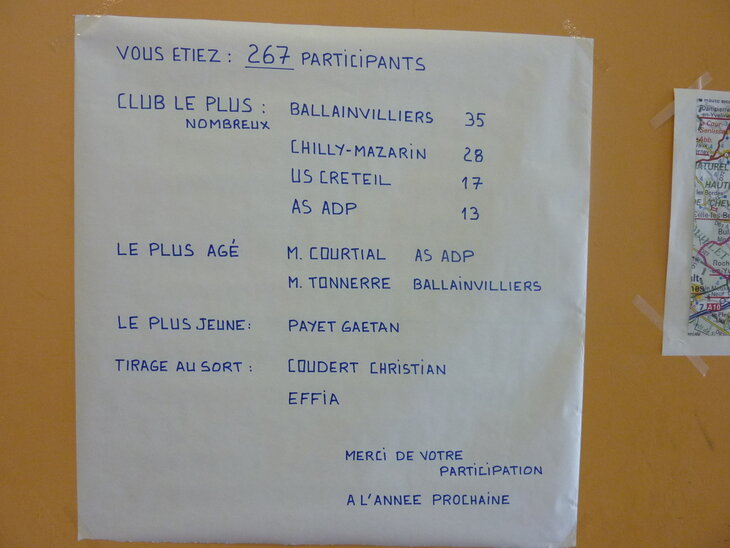 VOUS ETIEZ : 267 PARTICIPANTS
CLUB LE PLUS : BALLAINVILLIERS 35
NOMBREUX
CHILLY-MAZARIN 28
US CRETEIL 17
AS ADP 13
LE PLUS AGÉ M. COURTIAL AS ADP
M. TONNERRE BALLAINVILLIERS
LE PLUS JEUNE: PAYET GAETAN
TIRAGE AU SORT : COUDERT CHRISTIAN
EFFIA
MERCI DE VOTRE
PARTICIPATION
A L'ANNEE PROCHAINE
A10